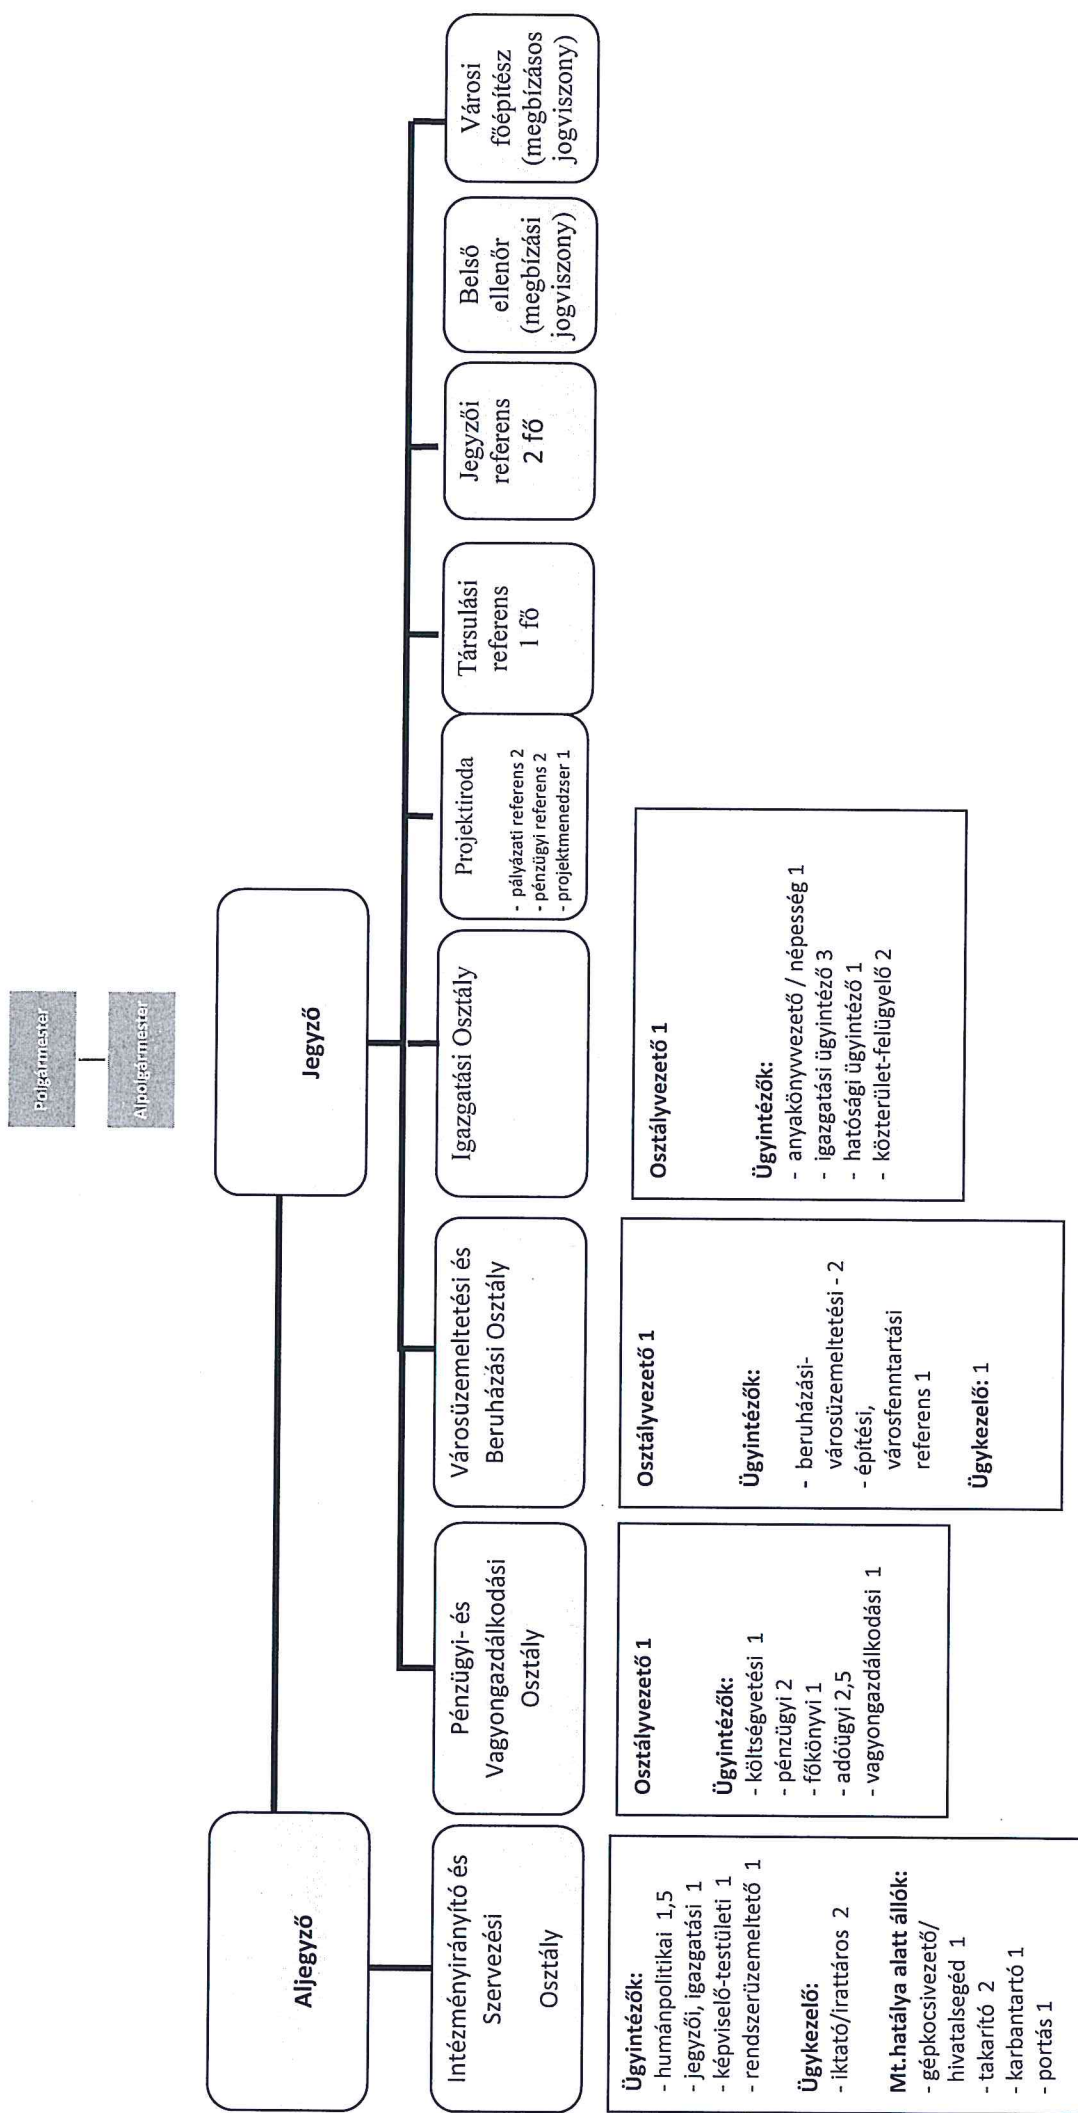 Polgármester
Alpolgármester
Jegyző
Aljegyző
Intézményirányító és
Szervezési
Osztály
Pénzügyi- és
Vagyongazdálkodási
Osztály
Városüzemeltetési és
Beruházási Osztály
Igazgatási Osztály
Projektiroda
- pályázati referens 2
- pénzügyi referens 2
- projektmenedzser 1
Társulási
referens
1 fő
Jegyzői
referens
2 fő
Belső
ellenőr
(megbízási
jogviszony)
Városi
főépítész
(megbízásos
jogviszony)
Ügyintézők:
- humánpolitikai 1,5
- jegyzői, igazgatási 1
- képviselő-testületi 1
- rendszerüzemeltető 1
Ügykezelő:
- iktató/irattáros 2
Mt.hatálya alatt állók:
- gépkocsivezető/
hivatalsegéd 1
- takarító 2
- karbantartó 1
- portás 1
Osztályvezető 1
Ügyintézők:
- költségvetési 1
- pénzügyi 2
- főkönyvi 1
- adóügyi 2,5
- vagyongazdálkodási 1
Osztályvezető 1
Ügyintézők:
- beruházási-
városüzemeltetési - 2
- építési,
városfenntartási
referens 1
Ügykezelő: 1
Osztályvezető 1
Ügyintézők:
- anyakönyvvezető / népesség 1
- igazgatási ügyintéző 3
- hatósági ügyintéző 1
- közterület-felügyelő 2